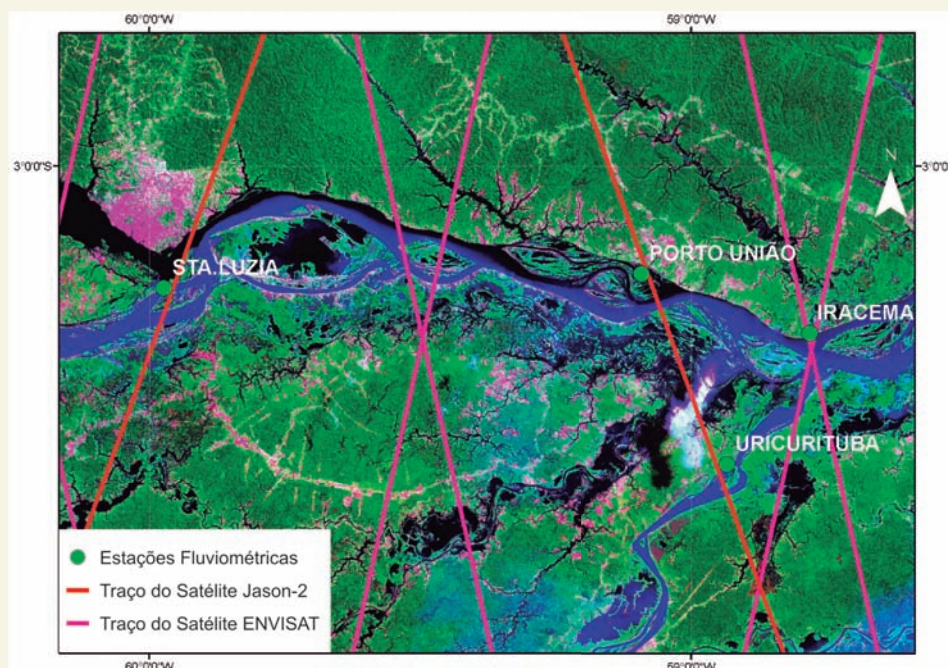 60°0'0"W
59°0'0"W
3°0'0"S
3°0'0"S
N
STA.LUZIA
PORTO UNIÃO
IRACEMA
URICURITUBA
Estações Fluviométricas
Traço do Satélite Jason-2
Traço do Satélite ENVISAT
60°0'0"W
59°0'0"W